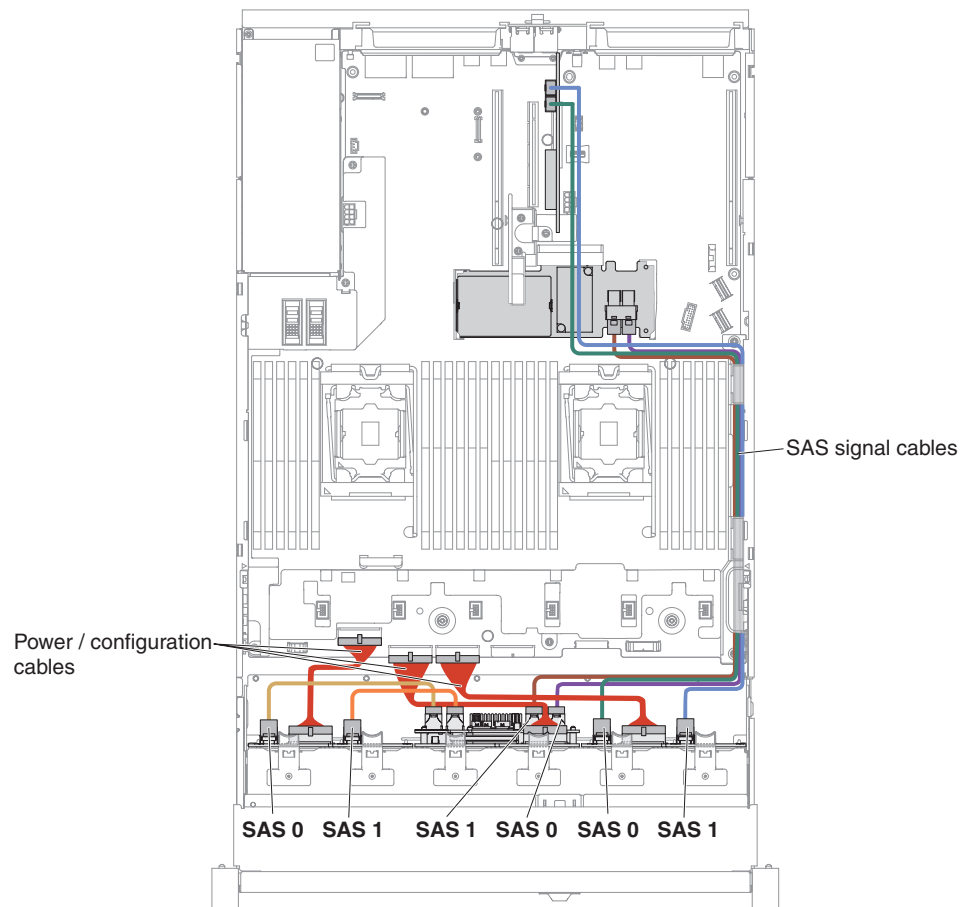 SAS signal cables
Power / configuration
cables
SAS 0
SAS 1
SAS 1
SAS 0
SAS 0
SAS 1